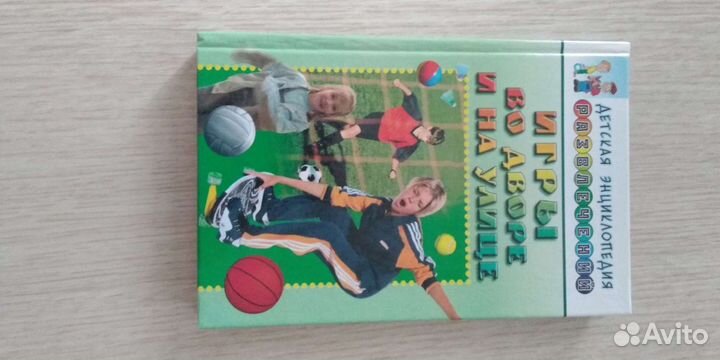 ДЕТСКАЯ ЭНЦИКЛОПЕДИЯ
РАЗВЛЕЧЕНИЙ
ИГРЫ
ВО ДВОРЕ
И НА УЛИЦЕ
Avito